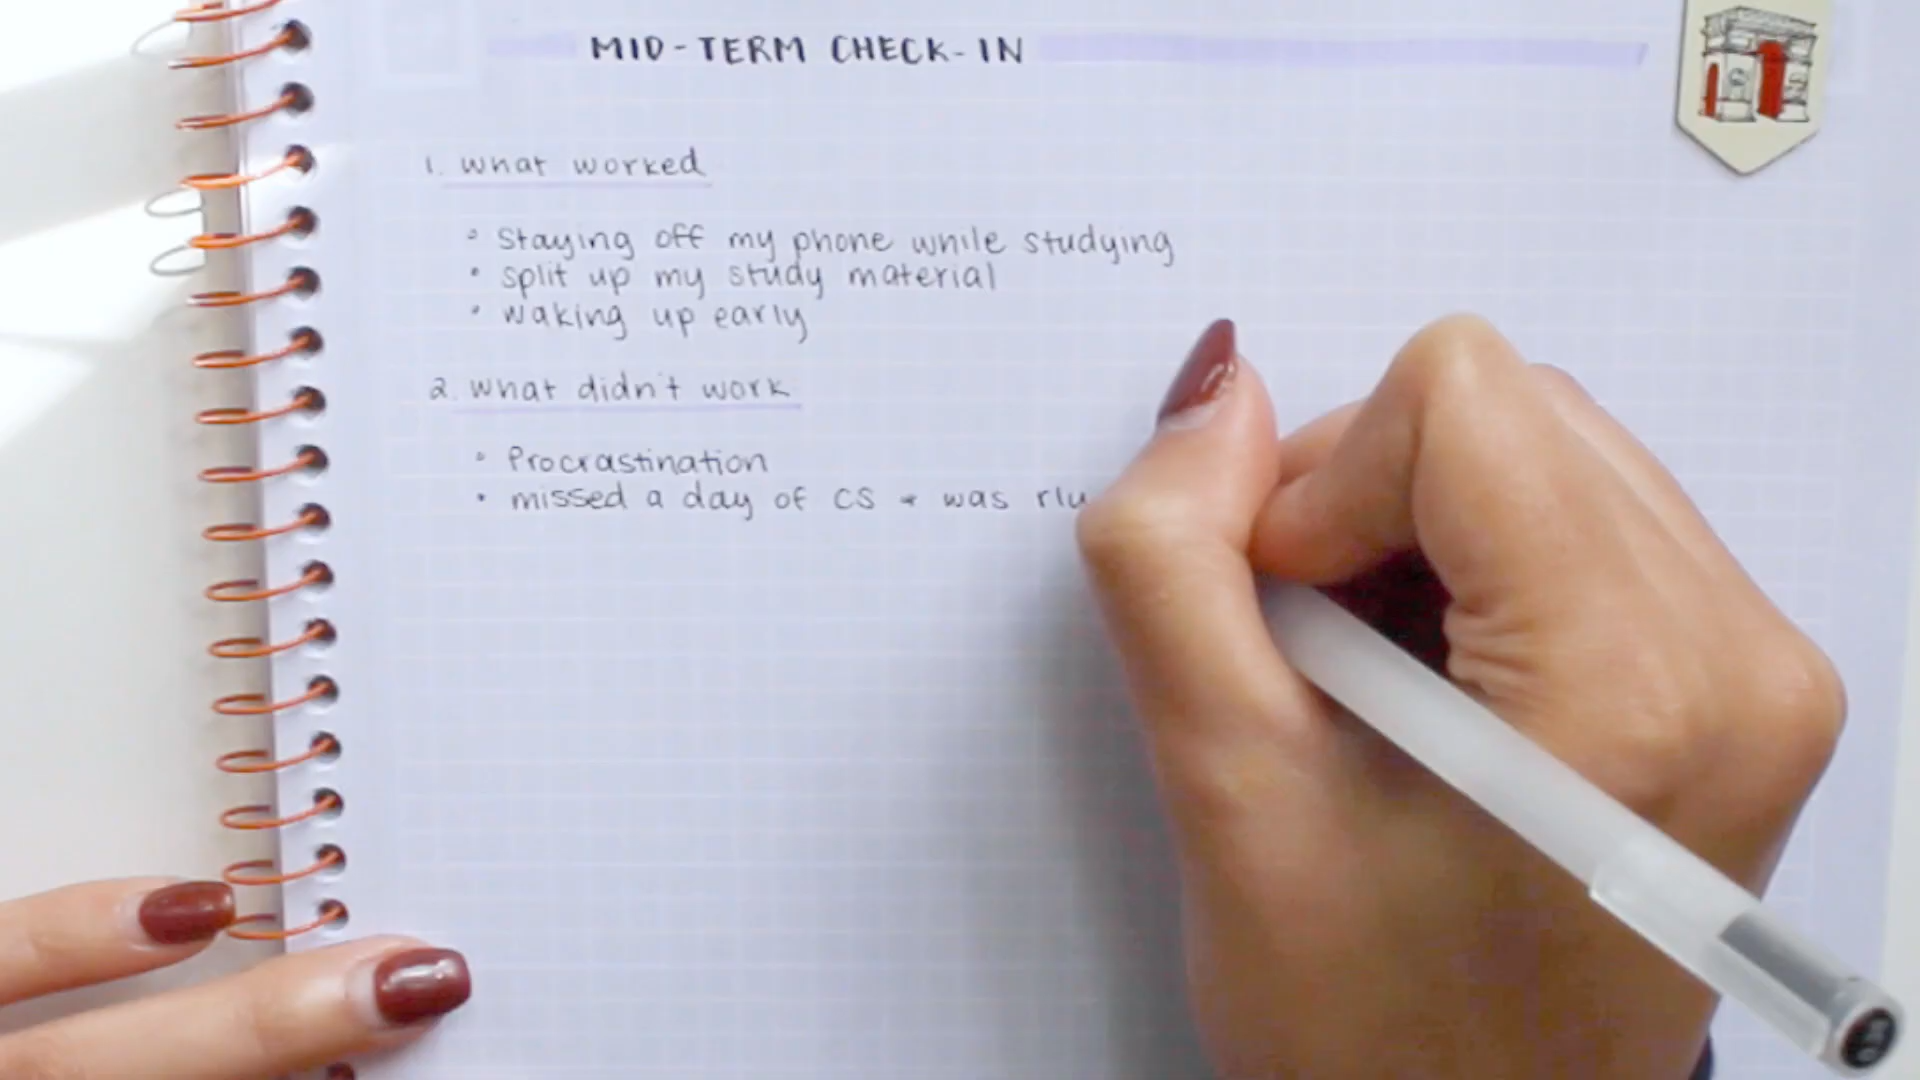 MID-TERM CHECK-IN
1. what worked
• staying off my phone while studying
• split up my study material
• waking up early
2. what didn't work
• Procrastination
• missed a day of CS + was rly